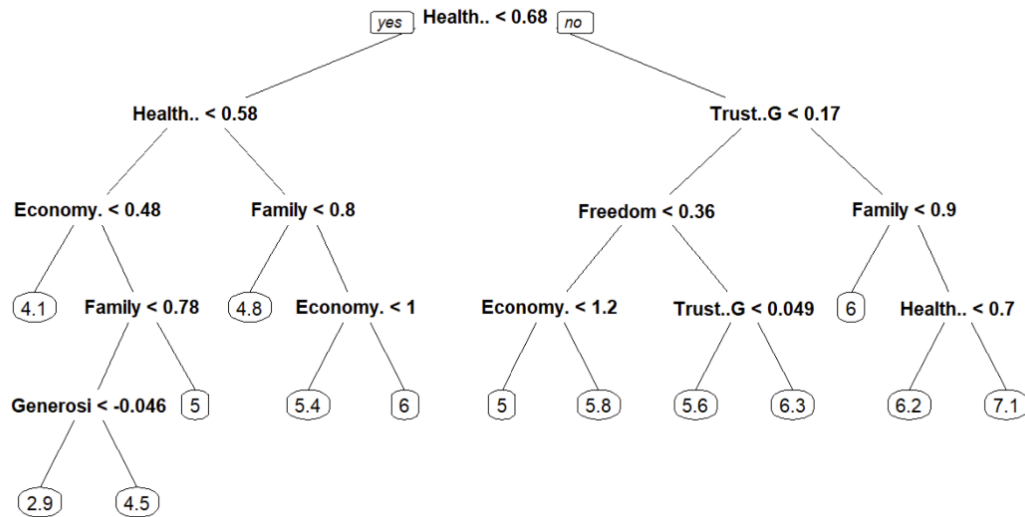 yes Health.. < 0.68 no
Health.. < 0.58 Trust..G < 0.17
Economy. < 0.48 Family < 0.8 Freedom < 0.36 Family < 0.9
4.1 Family < 0.78 4.8 Economy. < 1 Economy. < 1.2 Trust..G < 0.049 6 Health.. < 0.7
Generosi < -0.046 5 5.4 6 5 5.8 5.6 6.3 6.2 7.1
2.9 4.5